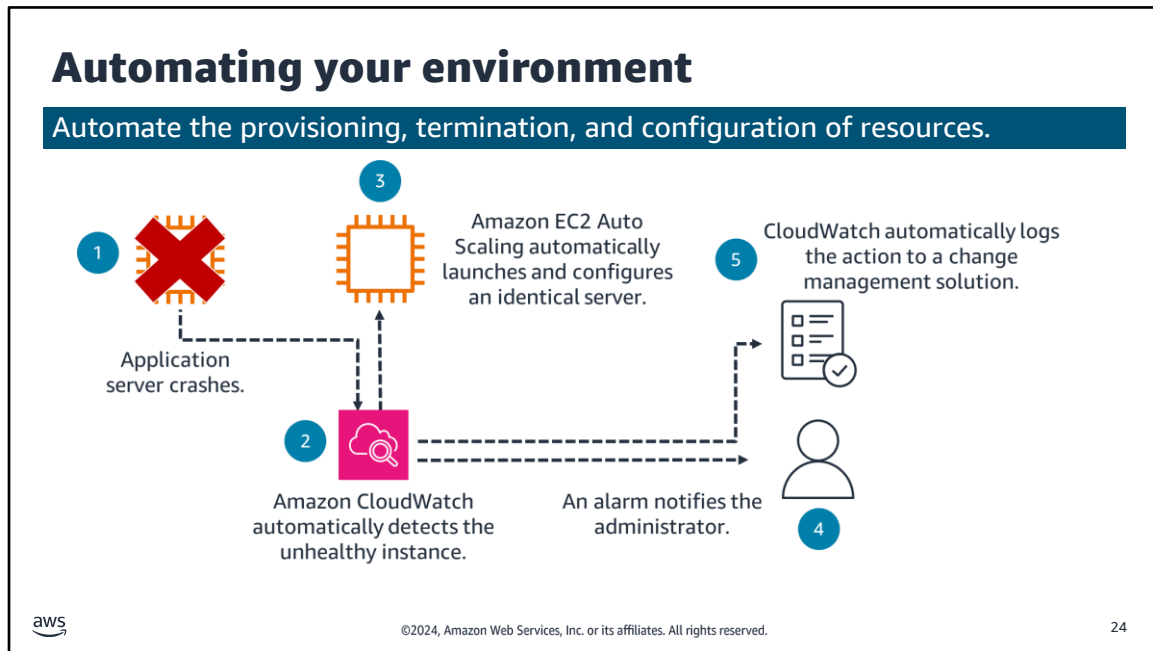 Automating your environment
Automate the provisioning, termination, and configuration of resources.
1
Application
server crashes.
2
Amazon CloudWatch
automatically detects the
unhealthy instance.
3
Amazon EC2 Auto
Scaling automatically
launches and configures
an identical server.
An alarm notifies the
administrator.
4
5
CloudWatch automatically logs
the action to a change
management solution.
aws
©2024, Amazon Web Services, Inc. or its affiliates. All rights reserved.
24